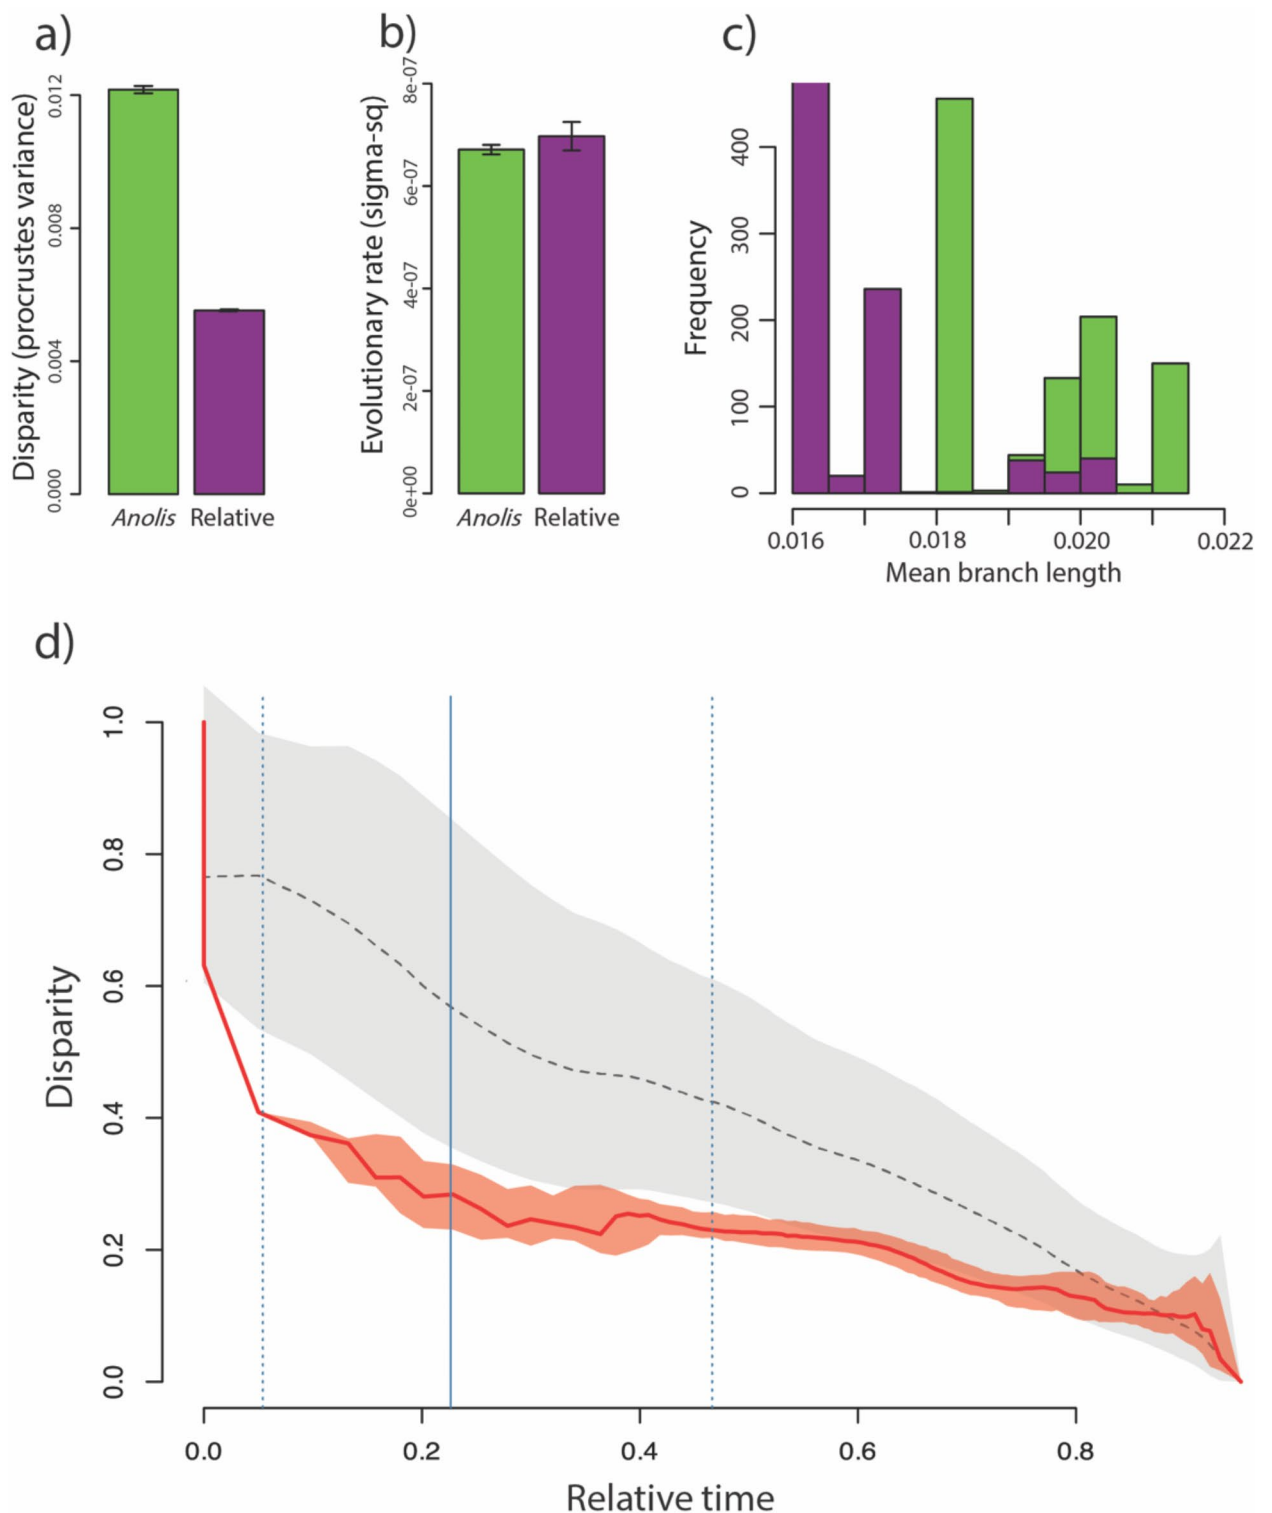 a)
Disparity (procrustes variance)
0.012
0.008
0.004
0.000
Anolis Relative
b)
Evolutionary rate (sigma-sq)
8e-07
6e-07
4e-07
2e-07
0e+00
Anolis Relative
c)
Frequency
400
300
200
100
0
0.016 0.018 0.020 0.022
Mean branch length
d)
Disparity
1.0
0.8
0.6
0.4
0.2
0.0
0.0 0.2 0.4 0.6 0.8
Relative time